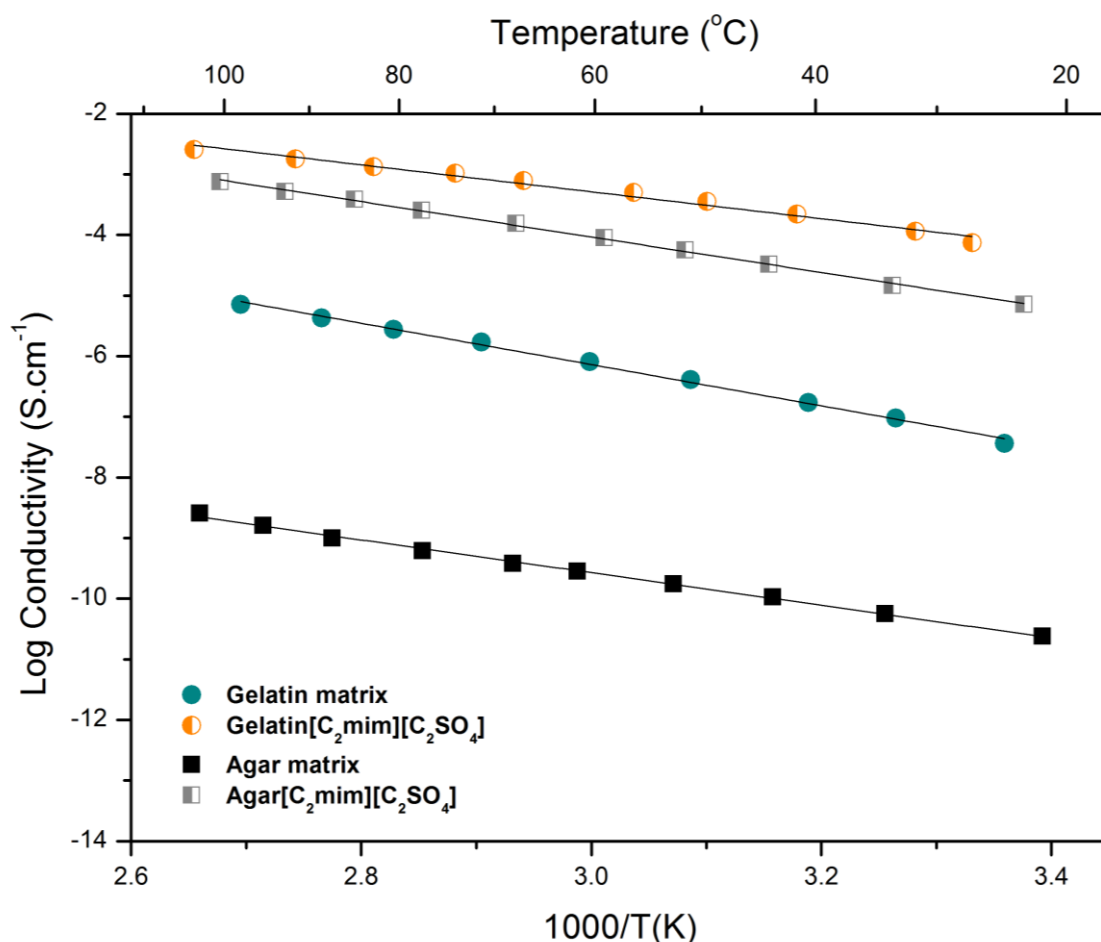 Temperature (°C)
100 80 60 40 20
-2
-4
-6
-8
-10
-12
-14
Log Conductivity (S.cm⁻¹)
Gelatin matrix
Gelatin[C₂mim][C₂SO₄]
Agar matrix
Agar[C₂mim][C₂SO₄]
2.6 2.8 3.0 3.2 3.4
1000/T(K)